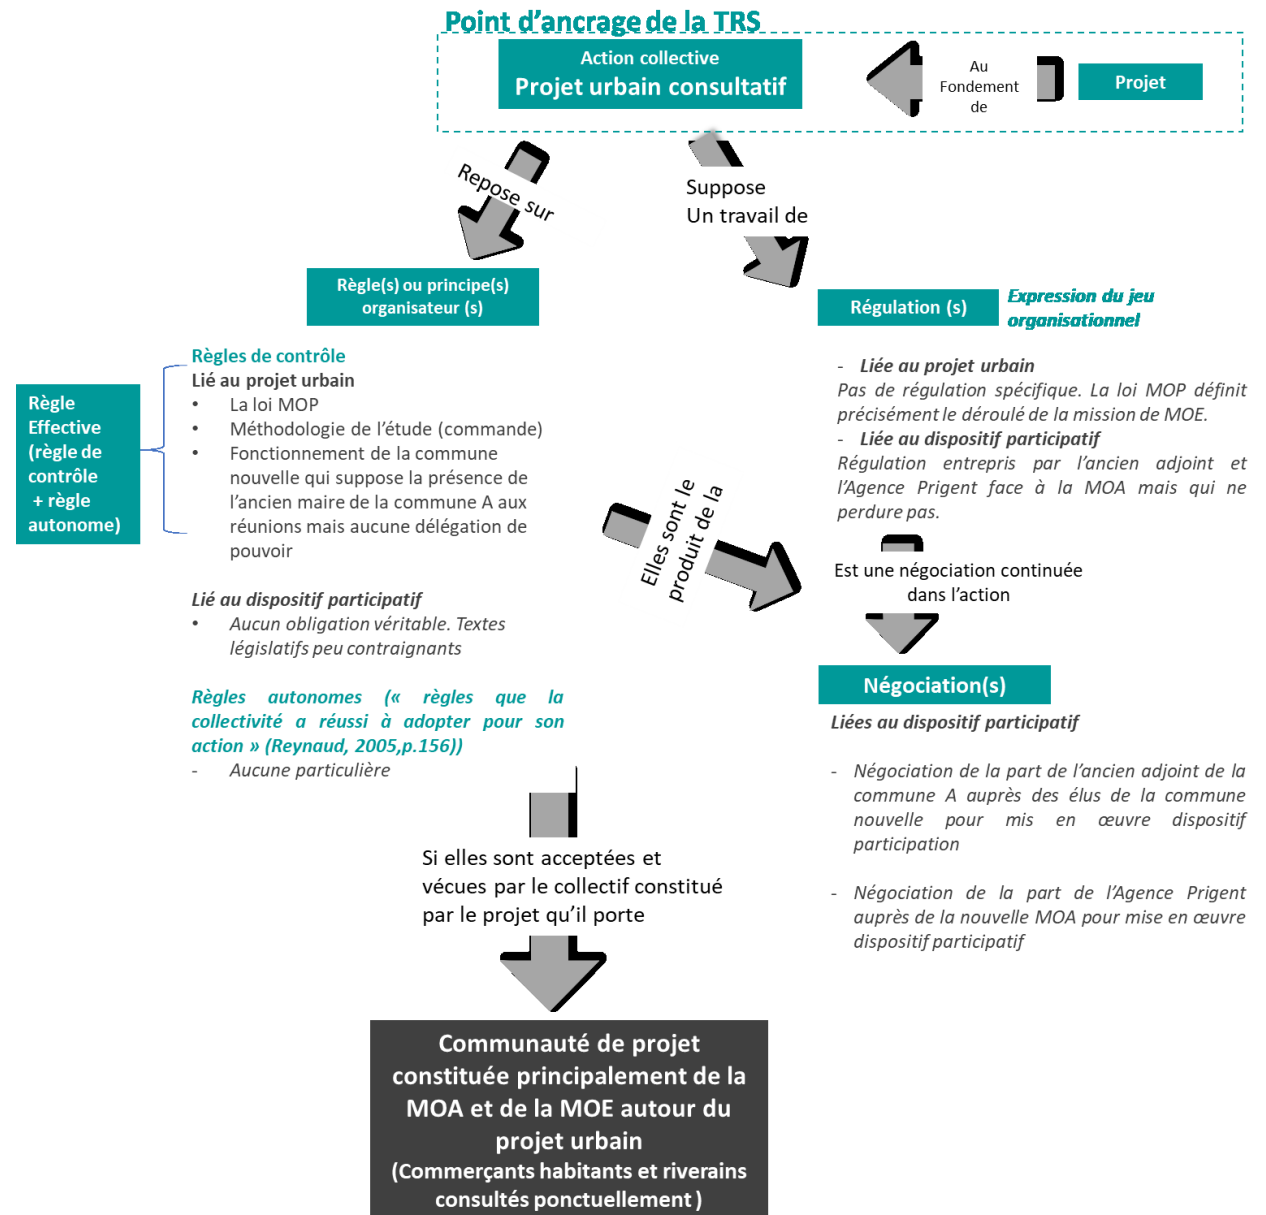 Point d’ancrage de la TRS
Action collective
Projet urbain consultatif
Au
Fondement
de
Projet
Repose sur
Suppose
Un travail de
Règle(s) ou principe(s)
organisateur (s)
Régulation (s)
Expression du jeu
organisationnel
Règle
Effective
(règle de
contrôle
+ règle
autonome)
Règles de contrôle
Lié au projet urbain
• La loi MOP
• Méthodologie de l’étude (commande)
• Fonctionnement de la commune
nouvelle qui suppose la présence de
l’ancien maire de la commune A aux
réunions mais aucune délégation de
pouvoir
Lié au dispositif participatif
• Aucun obligation véritable. Textes
législatifs peu contraignants
Règles autonomes (« règles que la
collectivité a réussi à adopter pour son
action » (Reynaud, 2005,p.156))
- Aucune particulière
Elles sont le
produit de la
- Liée au projet urbain
Pas de régulation spécifique. La loi MOP définit
précisément le déroulé de la mission de MOE.
- Liée au dispositif participatif
Régulation entrepris par l’ancien adjoint et
l’Agence Prigent face à la MOA mais qui ne
perdure pas.
Est une négociation continuée
dans l’action
Négociation(s)
Liées au dispositif participatif
- Négociation de la part de l’ancien adjoint de la
commune A auprès des élus de la commune
nouvelle pour mis en œuvre dispositif
participation
- Négociation de la part de l’Agence Prigent
auprès de la nouvelle MOA pour mise en œuvre
dispositif participatif
Si elles sont acceptées et
vécues par le collectif constitué
par le projet qu’il porte
Communauté de projet
constituée principalement de la
MOA et de la MOE autour du
projet urbain
(Commerçants habitants et riverains
consultés ponctuellement )